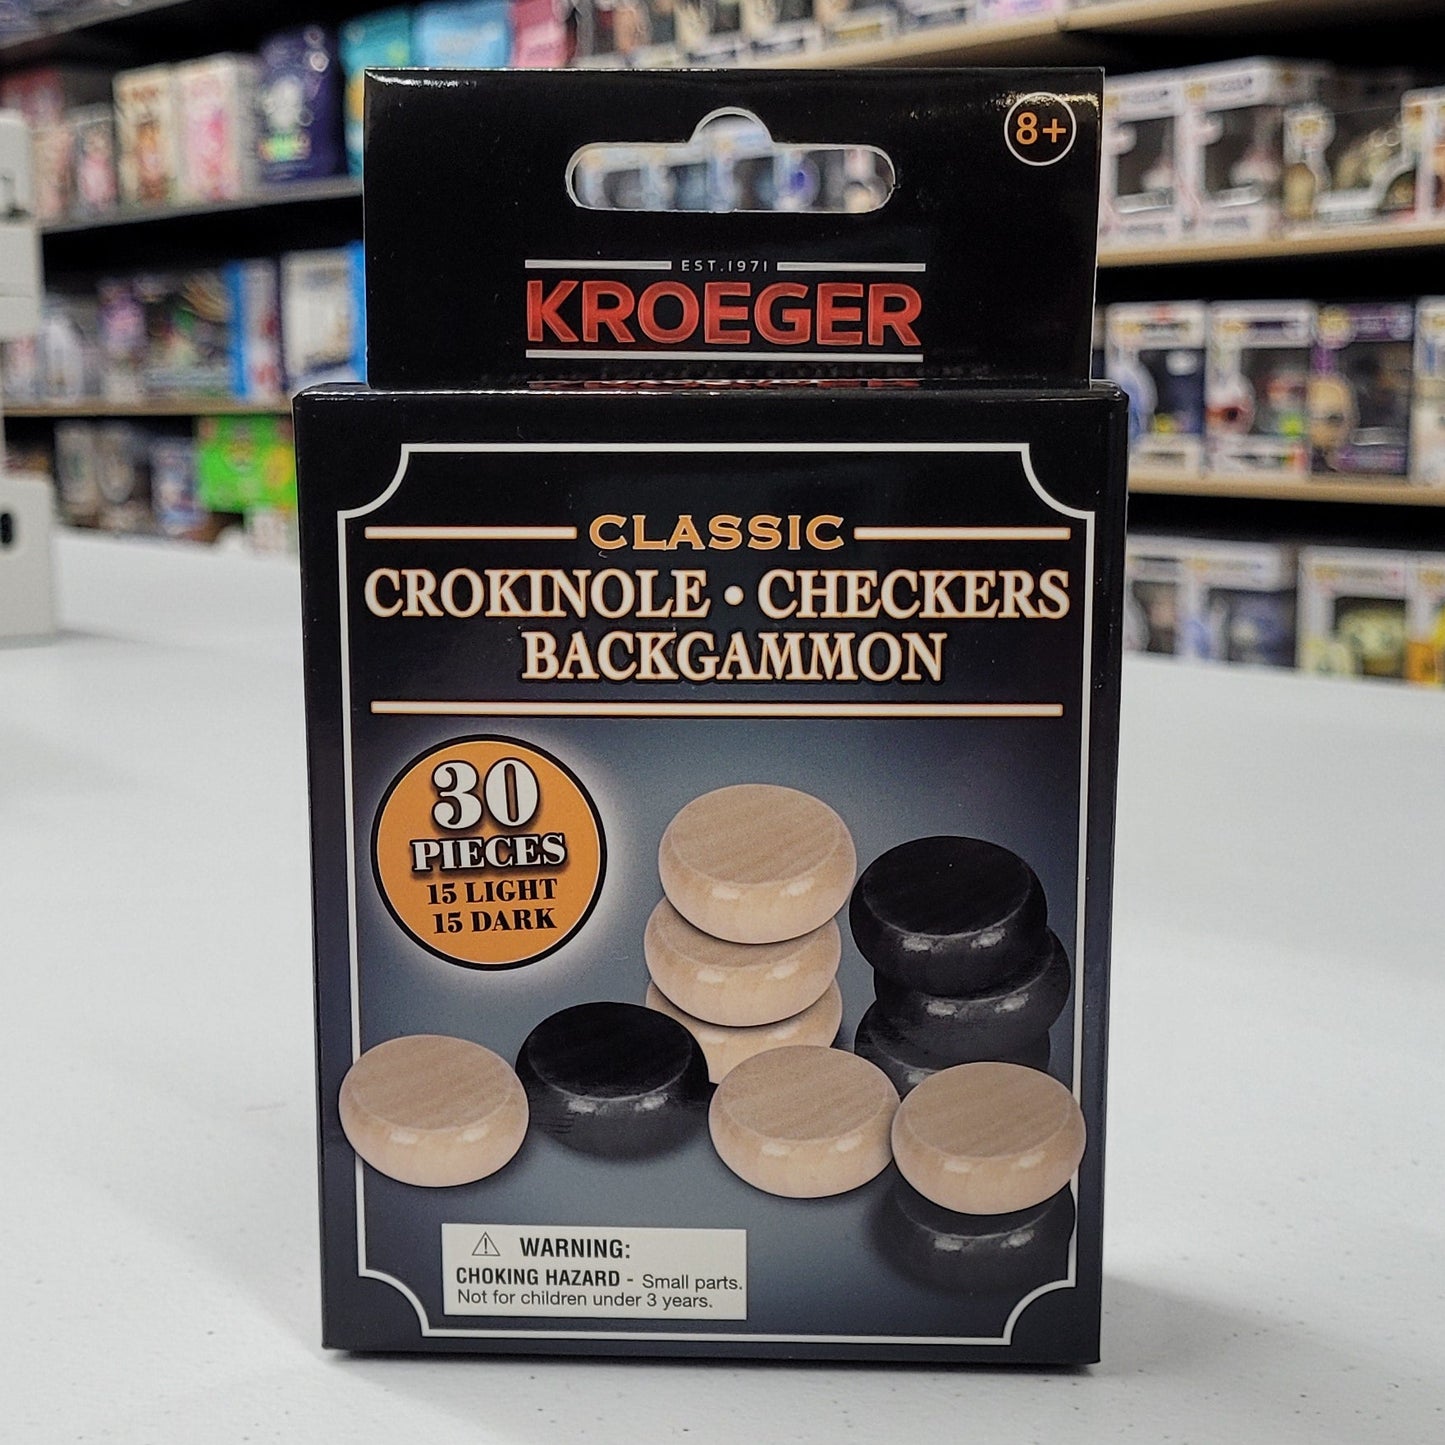 8+
EST.1971
KROEGER
CLASSIC
CROKINOLE • CHECKERS
BACKGAMMON
30
PIECES
15 LIGHT
15 DARK
⚠ WARNING:
CHOKING HAZARD - Small parts.
Not for children under 3 years.